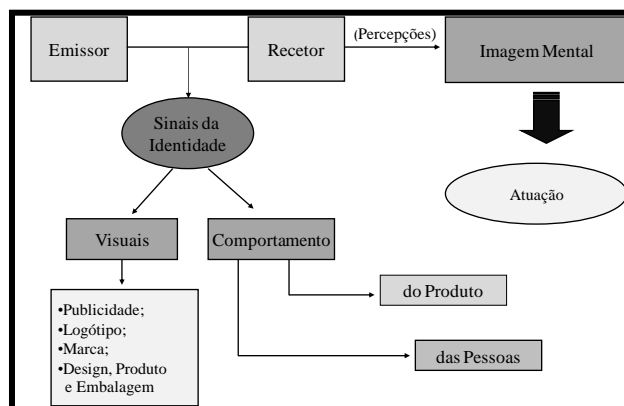 Emissor
Recetor
(Percepções)
Imagem Mental
Sinais da
Identidade
Atuação
Visuais
Comportamento
•Publicidade;
•Logótipo;
•Marca;
•Design, Produto
e Embalagem
do Produto
das Pessoas